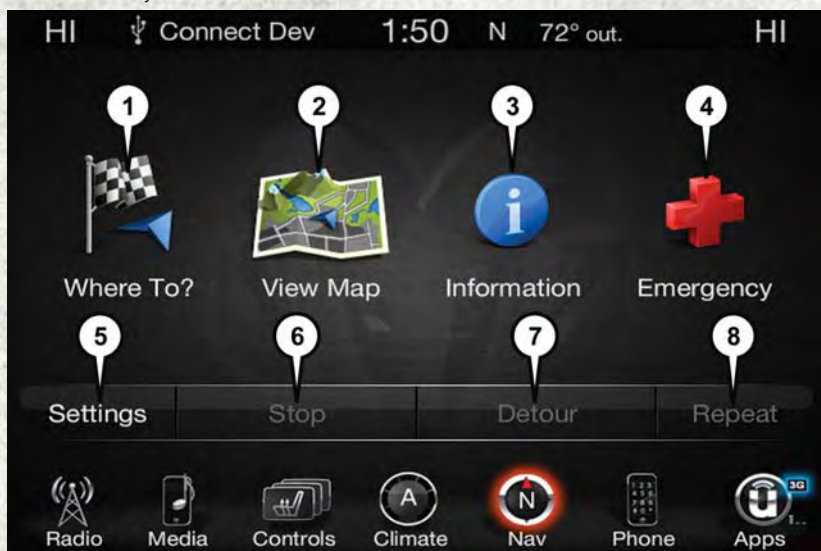 HI Connect Dev 1:50 N 72° out. HI
1 2 3 4
Where To? View Map Information Emergency
5 6 7 8
Settings Stop Detour Repeat
A N 3G
Radio Media Controls Climate Nav Phone Apps